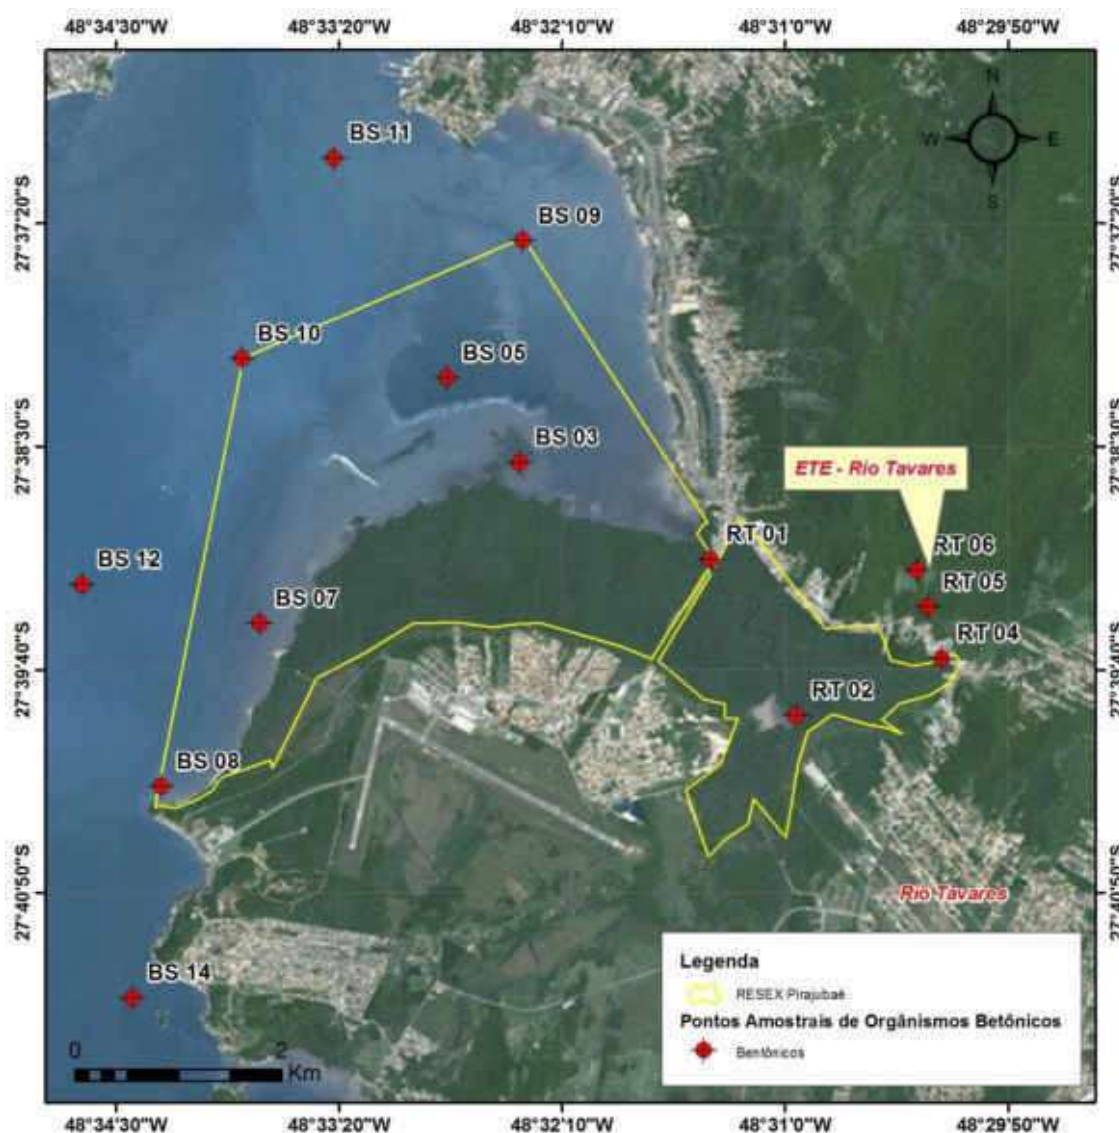 48°34'30"W 48°33'20"W 48°32'10"W 48°31'0"W 48°29'50"W
N
W E
S
BS 11
BS 09
27°37'20"S 27°37'20"S
BS 10
BS 05
BS 03
27°38'30"S 27°38'30"S
ETE - Rio Tavares
RT 01
RT 06
BS 12
RT 05
BS 07
RT 04
27°39'40"S 27°39'40"S
RT 02
BS 08
27°40'50"S 27°40'50"S
Rio Tavares
BS 14
Legenda
RESEX Pirajubaé
Pontos Amostrais de Orgânismos Betônicos
Bentônicos
0 2
Km
48°34'30"W 48°33'20"W 48°32'10"W 48°31'0"W 48°29'50"W